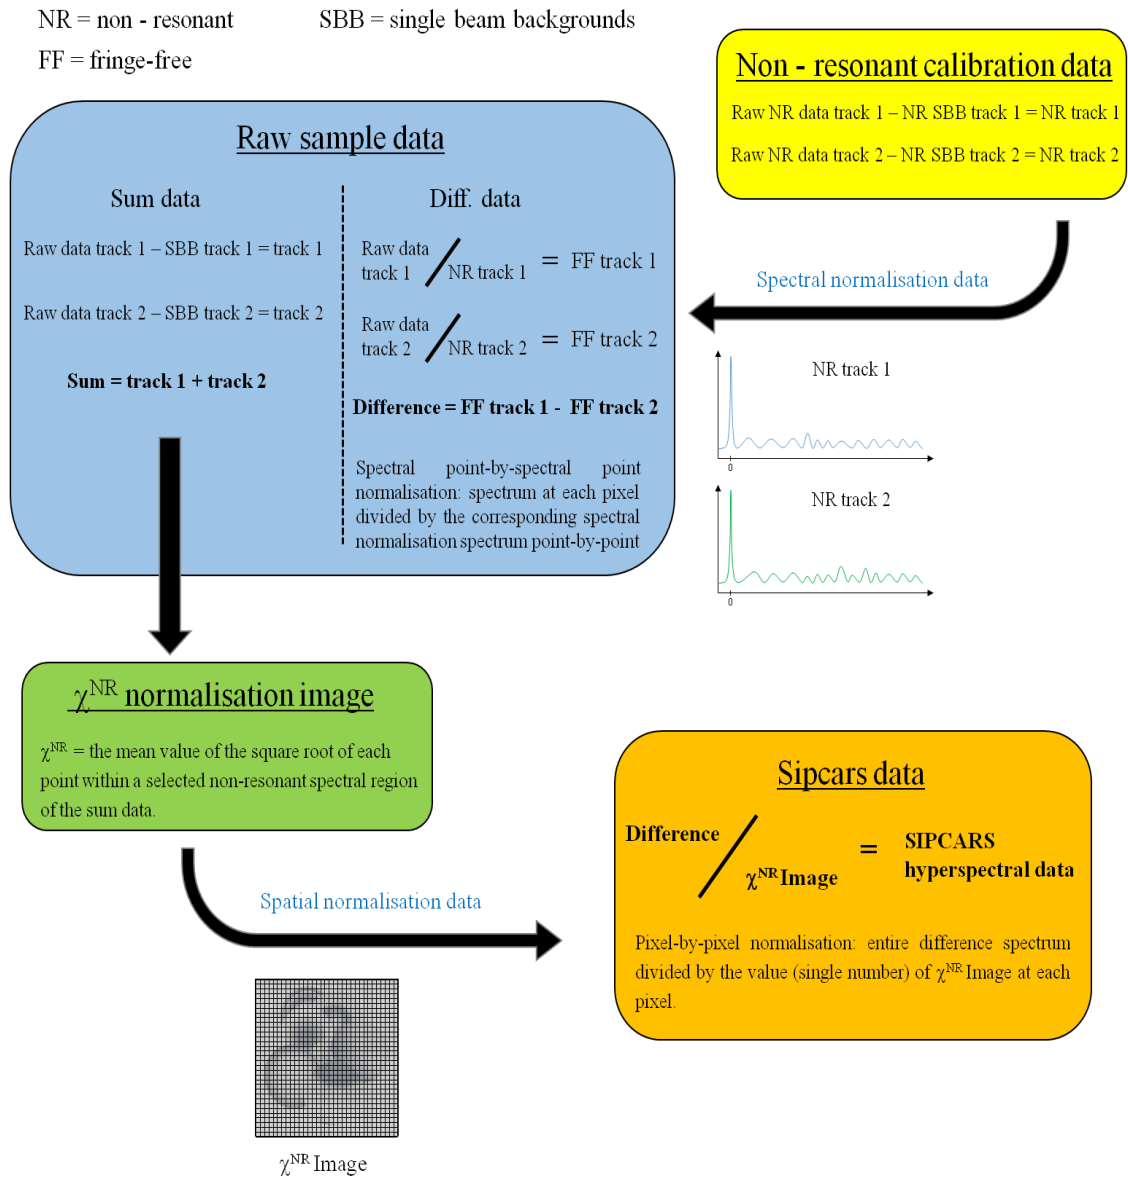 NR = non - resonant
SBB = single beam backgrounds
FF = fringe-free
Non - resonant calibration data
Raw NR data track 1 – NR SBB track 1 = NR track 1
Raw NR data track 2 – NR SBB track 2 = NR track 2
Raw sample data
Sum data
Raw data track 1 – SBB track 1 = track 1
Raw data track 2 – SBB track 2 = track 2
Sum = track 1 + track 2
Diff. data
Raw data
track 1
NR track 1
= FF track 1
Raw data
track 2
NR track 2
= FF track 2
Difference = FF track 1 - FF track 2
Spectral point-by-spectral point
normalisation: spectrum at each pixel
divided by the corresponding spectral
normalisation spectrum point-by-point
Spectral normalisation data
NR track 1
0
NR track 2
0
χNR normalisation image
χNR = the mean value of the square root of each
point within a selected non-resonant spectral region
of the sum data.
Spatial normalisation data
χNR Image
Sipcars data
Difference
χNR Image
=
SIPCARS
hyperspectral data
Pixel-by-pixel normalisation: entire difference spectrum
divided by the value (single number) of χNR Image at each
pixel.